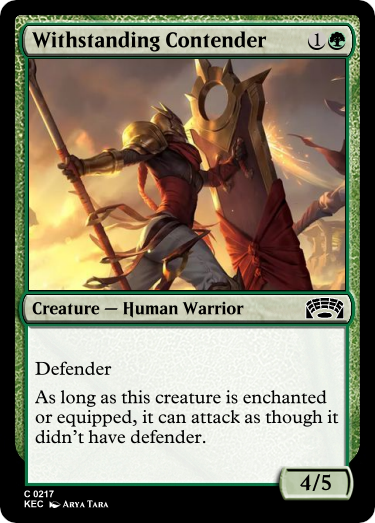 Withstanding Contender 1
Creature — Human Warrior
Defender
As long as this creature is enchanted
or equipped, it can attack as though it
didn't have defender.
4/5
C 0217
KEC Arya Tara